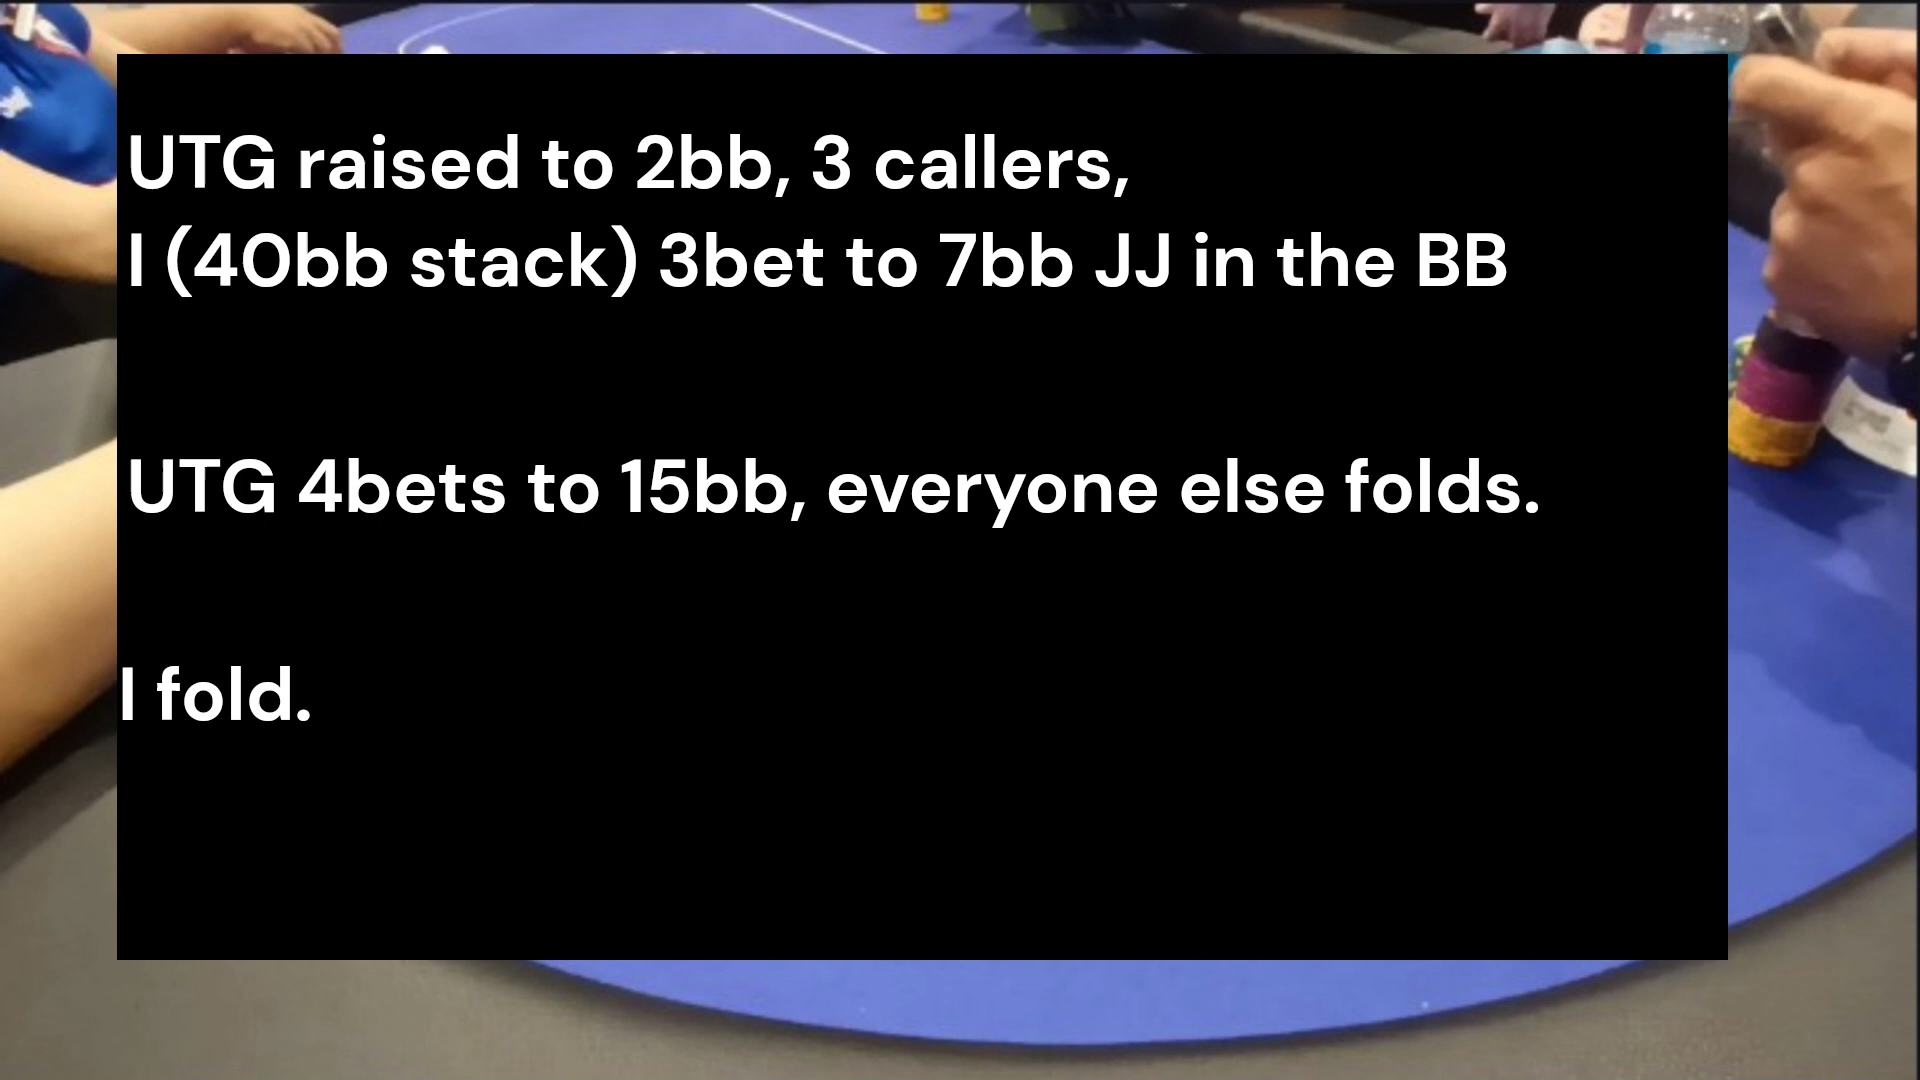 UTG raised to 2bb, 3 callers,
I (40bb stack) 3bet to 7bb JJ in the BB
UTG 4bets to 15bb, everyone else folds.
I fold.